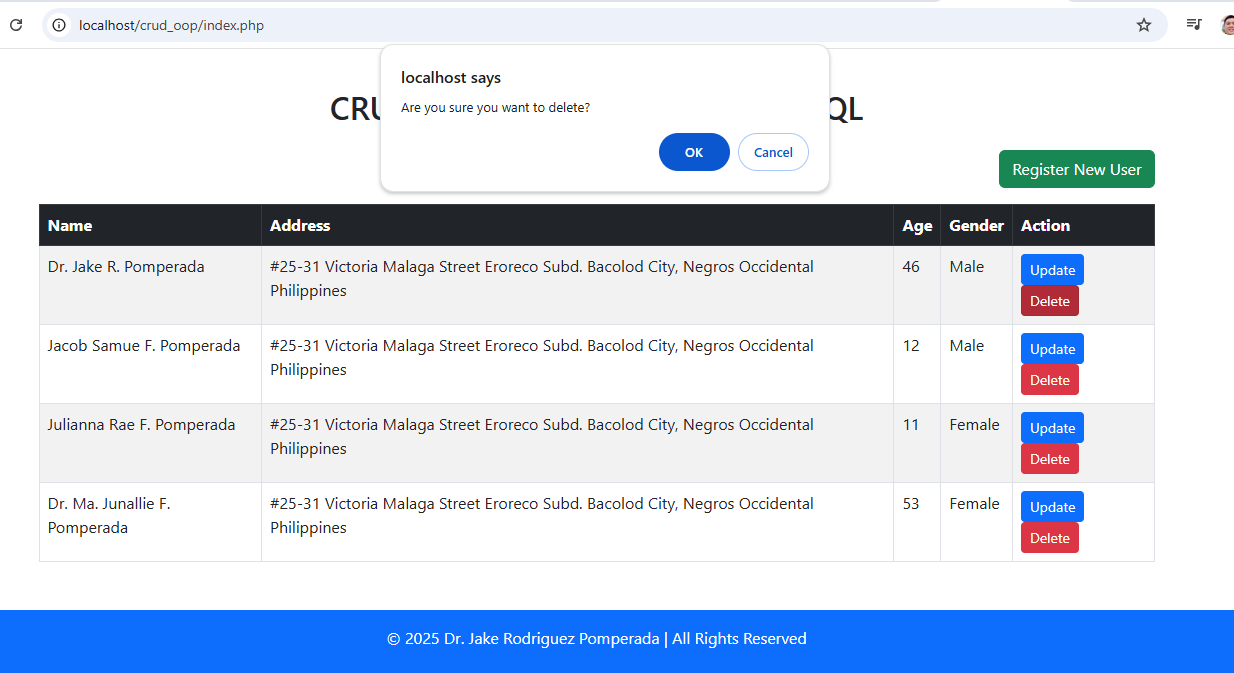 localhost/crud_oop/index.php
localhost says
Are you sure you want to delete?
OK Cancel
Register New User
Name Address Age Gender Action
Dr. Jake R. Pomperada #25-31 Victoria Malaga Street Eroreco Subd. Bacolod City, Negros Occidental 46 Male Update
Philippines Delete
Jacob Samue F. Pomperada #25-31 Victoria Malaga Street Eroreco Subd. Bacolod City, Negros Occidental 12 Male Update
Philippines Delete
Julianna Rae F. Pomperada #25-31 Victoria Malaga Street Eroreco Subd. Bacolod City, Negros Occidental 11 Female Update
Philippines Delete
Dr. Ma. Junallie F. #25-31 Victoria Malaga Street Eroreco Subd. Bacolod City, Negros Occidental 53 Female Update
Pomperada Philippines Delete
© 2025 Dr. Jake Rodriguez Pomperada | All Rights Reserved